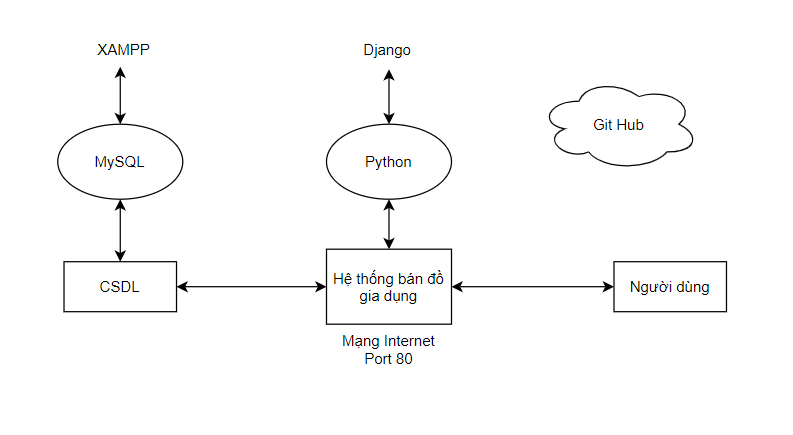 XAMPP
Django
Git Hub
MySQL
Python
CSDL
Hệ thống bán đồ
gia dụng
Người dùng
Mạng Internet
Port 80